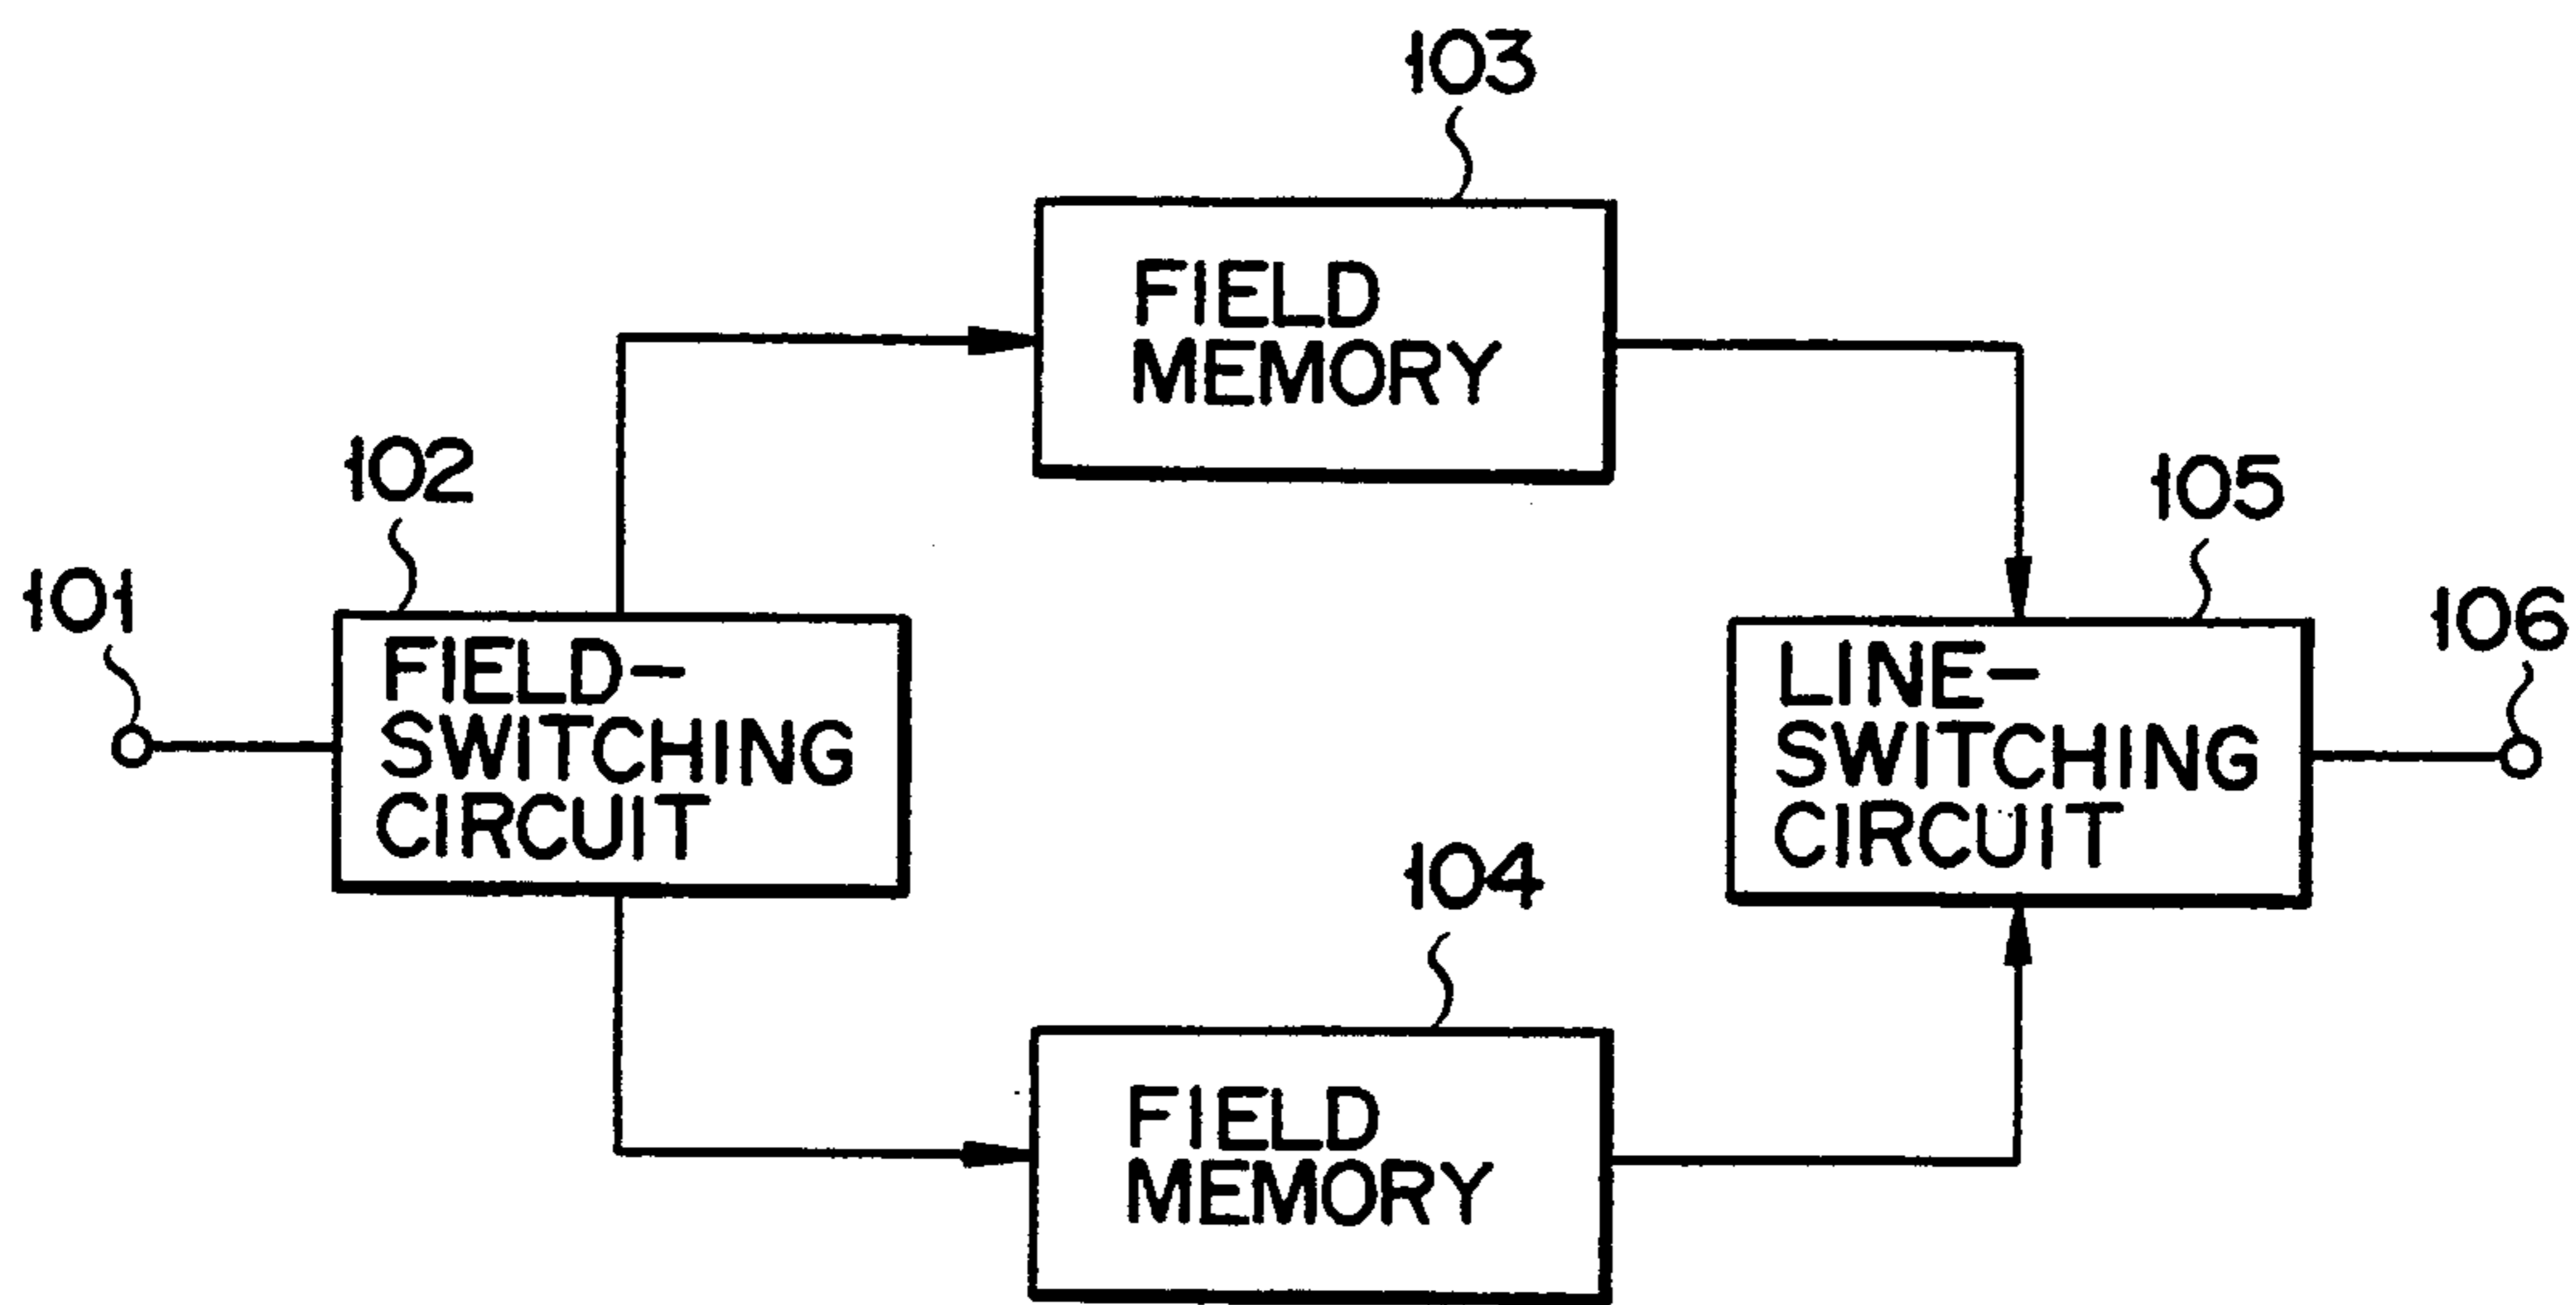 103
FIELD
MEMORY
102
105
101
106
FIELD-
SWITCHING
CIRCUIT
LINE-
SWITCHING
CIRCUIT
104
FIELD
MEMORY